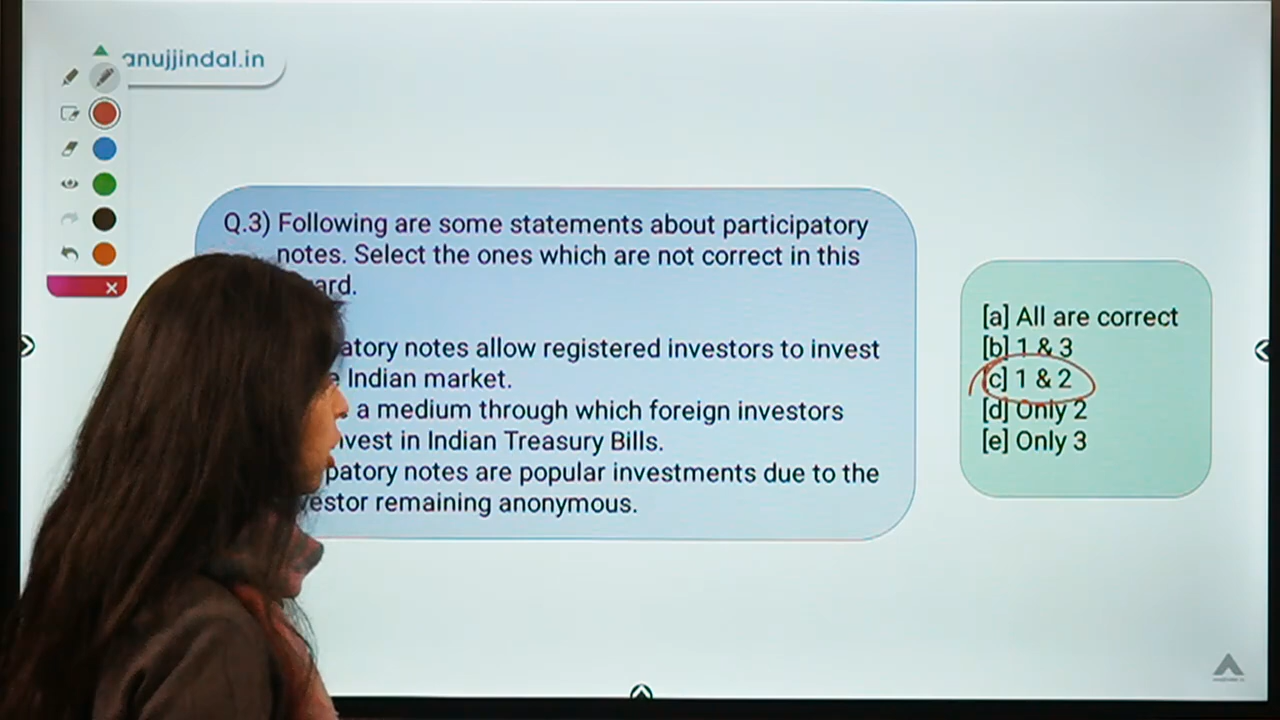 anujjindal.in
Q.3) Following are some statements about participatory
notes. Select the ones which are not correct in this
ard.
atory notes allow registered investors to invest
e Indian market.
a medium through which foreign investors
nvest in Indian Treasury Bills.
patory notes are popular investments due to the
vestor remaining anonymous.
[a] All are correct
[b] 1 & 3
[c] 1 & 2
[d] Only 2
[e] Only 3